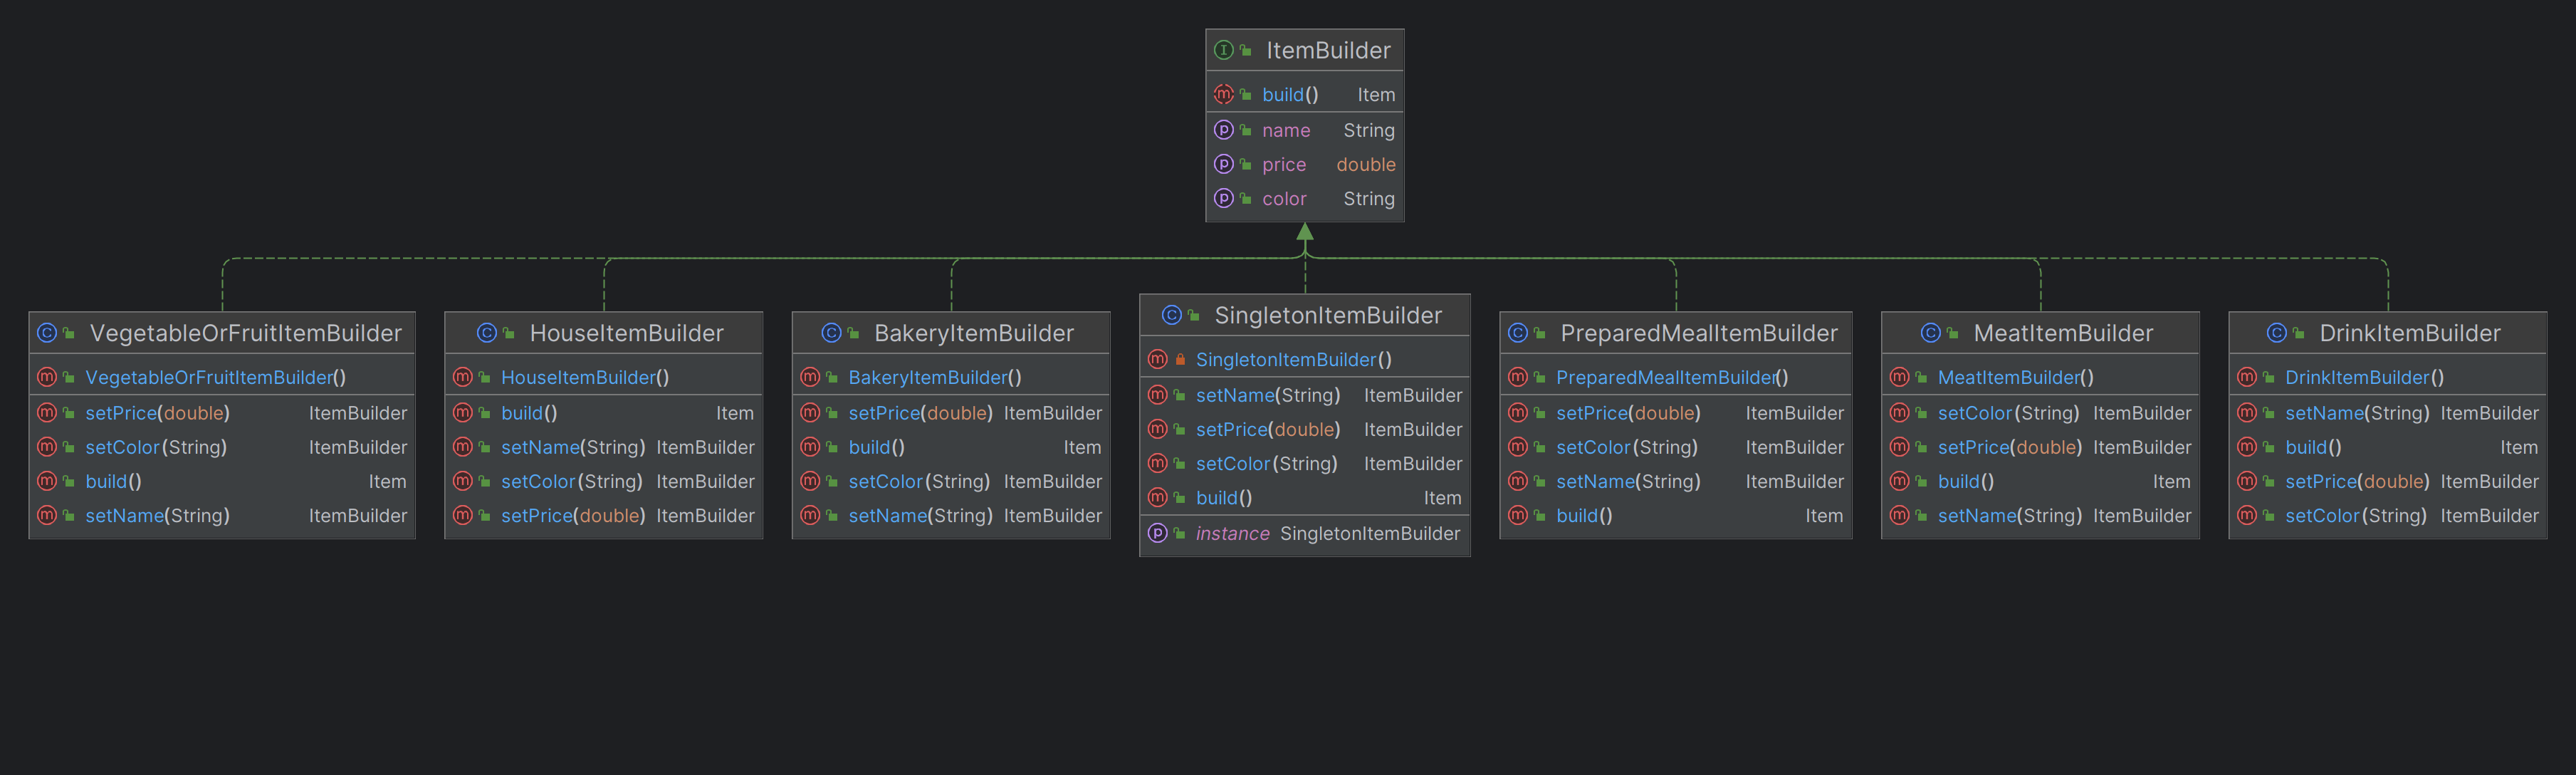 ItemBuilder
build() Item
name String
price double
color String
VegetableOrFruitItemBuilder
VegetableOrFruitItemBuilder()
setPrice(double) ItemBuilder
setColor(String) ItemBuilder
build() Item
setName(String) ItemBuilder
HouseItemBuilder
HouseItemBuilder()
build() Item
setName(String) ItemBuilder
setColor(String) ItemBuilder
setPrice(double) ItemBuilder
BakeryItemBuilder
BakeryItemBuilder()
setPrice(double) ItemBuilder
build() Item
setColor(String) ItemBuilder
setName(String) ItemBuilder
SingletonItemBuilder
SingletonItemBuilder()
setName(String) ItemBuilder
setPrice(double) ItemBuilder
setColor(String) ItemBuilder
build() Item
instance SingletonItemBuilder
PreparedMealItemBuilder
PreparedMealItemBuilder()
setPrice(double) ItemBuilder
setColor(String) ItemBuilder
setName(String) ItemBuilder
build() Item
MeatItemBuilder
MeatItemBuilder()
setColor(String) ItemBuilder
setPrice(double) ItemBuilder
build() Item
setName(String) ItemBuilder
DrinkItemBuilder
DrinkItemBuilder()
setName(String) ItemBuilder
build() Item
setPrice(double) ItemBuilder
setColor(String) ItemBuilder